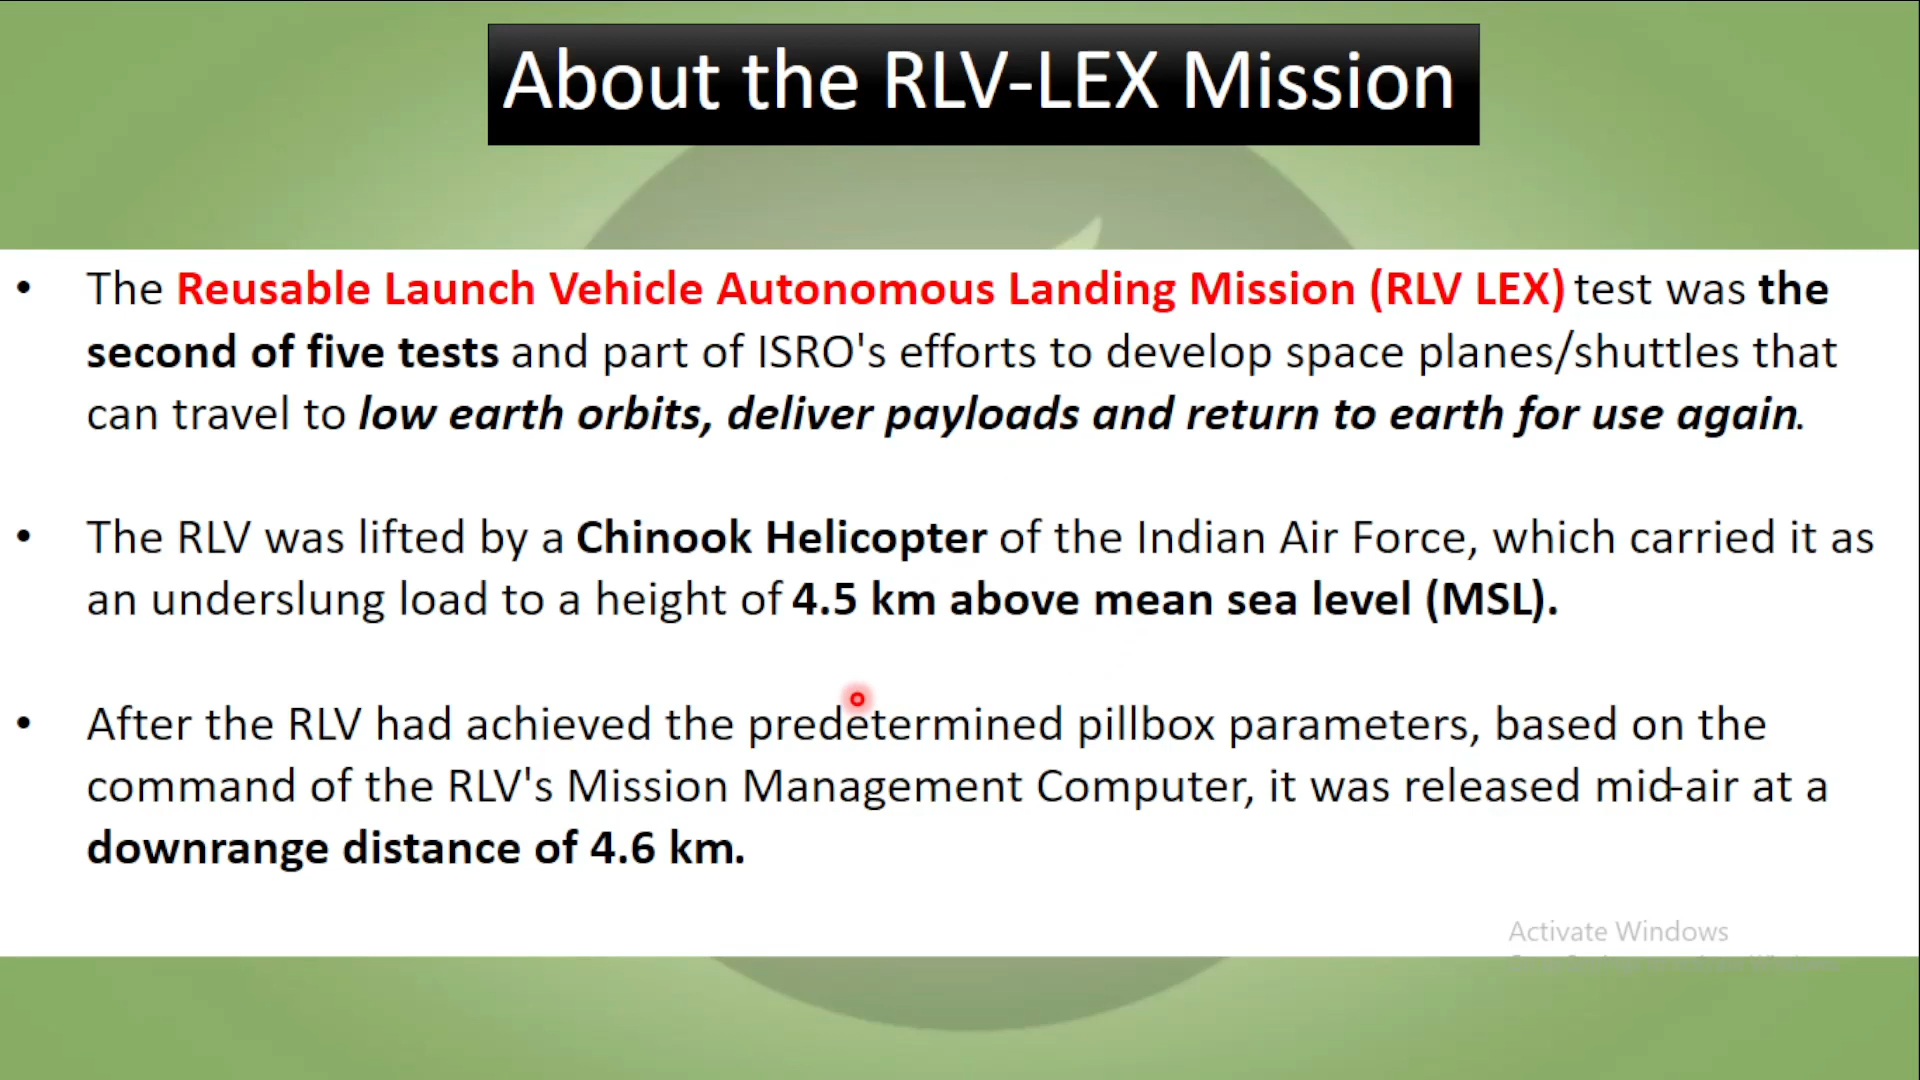 About the RLV-LEX Mission
• The Reusable Launch Vehicle Autonomous Landing Mission (RLV LEX) test was the
second of five tests and part of ISRO's efforts to develop space planes/shuttles that
can travel to low earth orbits, deliver payloads and return to earth for use again.
• The RLV was lifted by a Chinook Helicopter of the Indian Air Force, which carried it as
an underslung load to a height of 4.5 km above mean sea level (MSL).
• After the RLV had achieved the predetermined pillbox parameters, based on the
command of the RLV's Mission Management Computer, it was released mid-air at a
downrange distance of 4.6 km.
Activate Windows